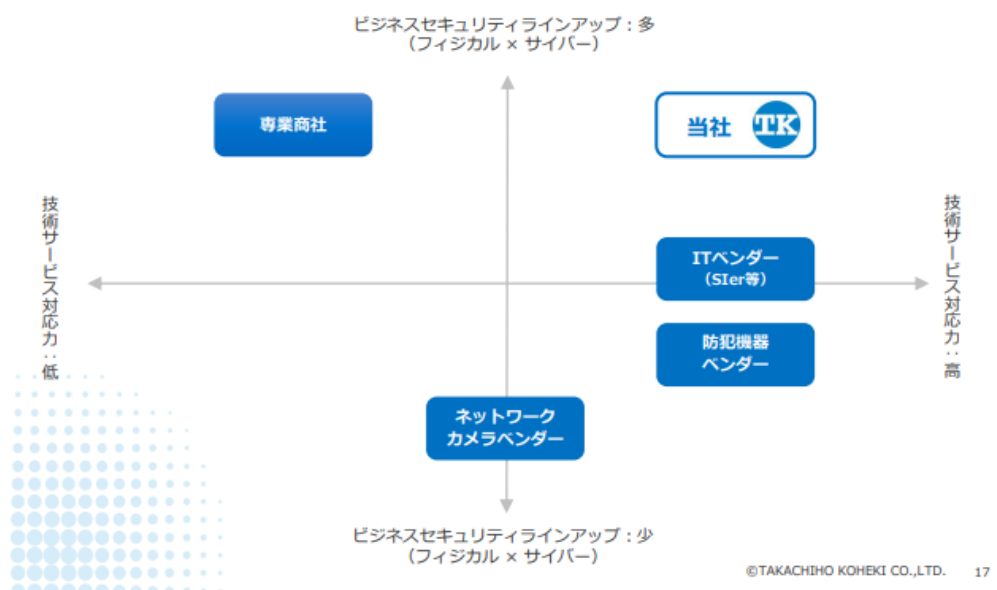 ビジネスセキュリティラインアップ：多
（フィジカル × サイバー）
専業商社
当社 TK
技術サービス対応力：低
技術サービス対応力：高
ITベンダー
（SIer等）
防犯機器
ベンダー
ネットワーク
カメラベンダー
ビジネスセキュリティラインアップ：少
（フィジカル × サイバー）
©TAKACHIHO KOHEKI CO.,LTD. 17